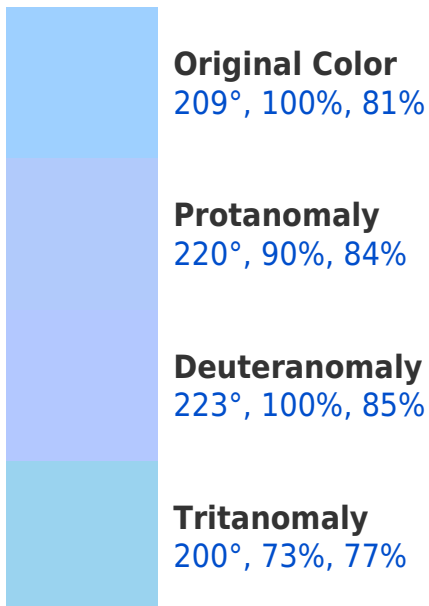 Original Color
209°, 100%, 81%
Protanomaly
220°, 90%, 84%
Deuteranomaly
223°, 100%, 85%
Tritanomaly
200°, 73%, 77%